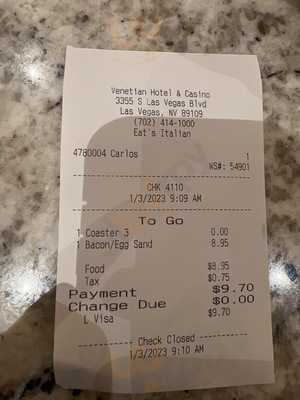 Venetian Hotel & Casino
3355 S Las Vegas Blvd
Las Vegas, NV 89109
(702) 414-1000
Eat's Italian
4780004 Carlos 1
WS#: 54901
CHK 4110
1/3/2023 9:09 AM
To Go
1 Coaster 3 0.00
1 Bacon/Egg Sand 8.95
Food $8.95
Tax $0.75
Payment $9.70
Change Due $0.00
L Visa $9.70
Check Closed
1/3/2023 9:10 AM